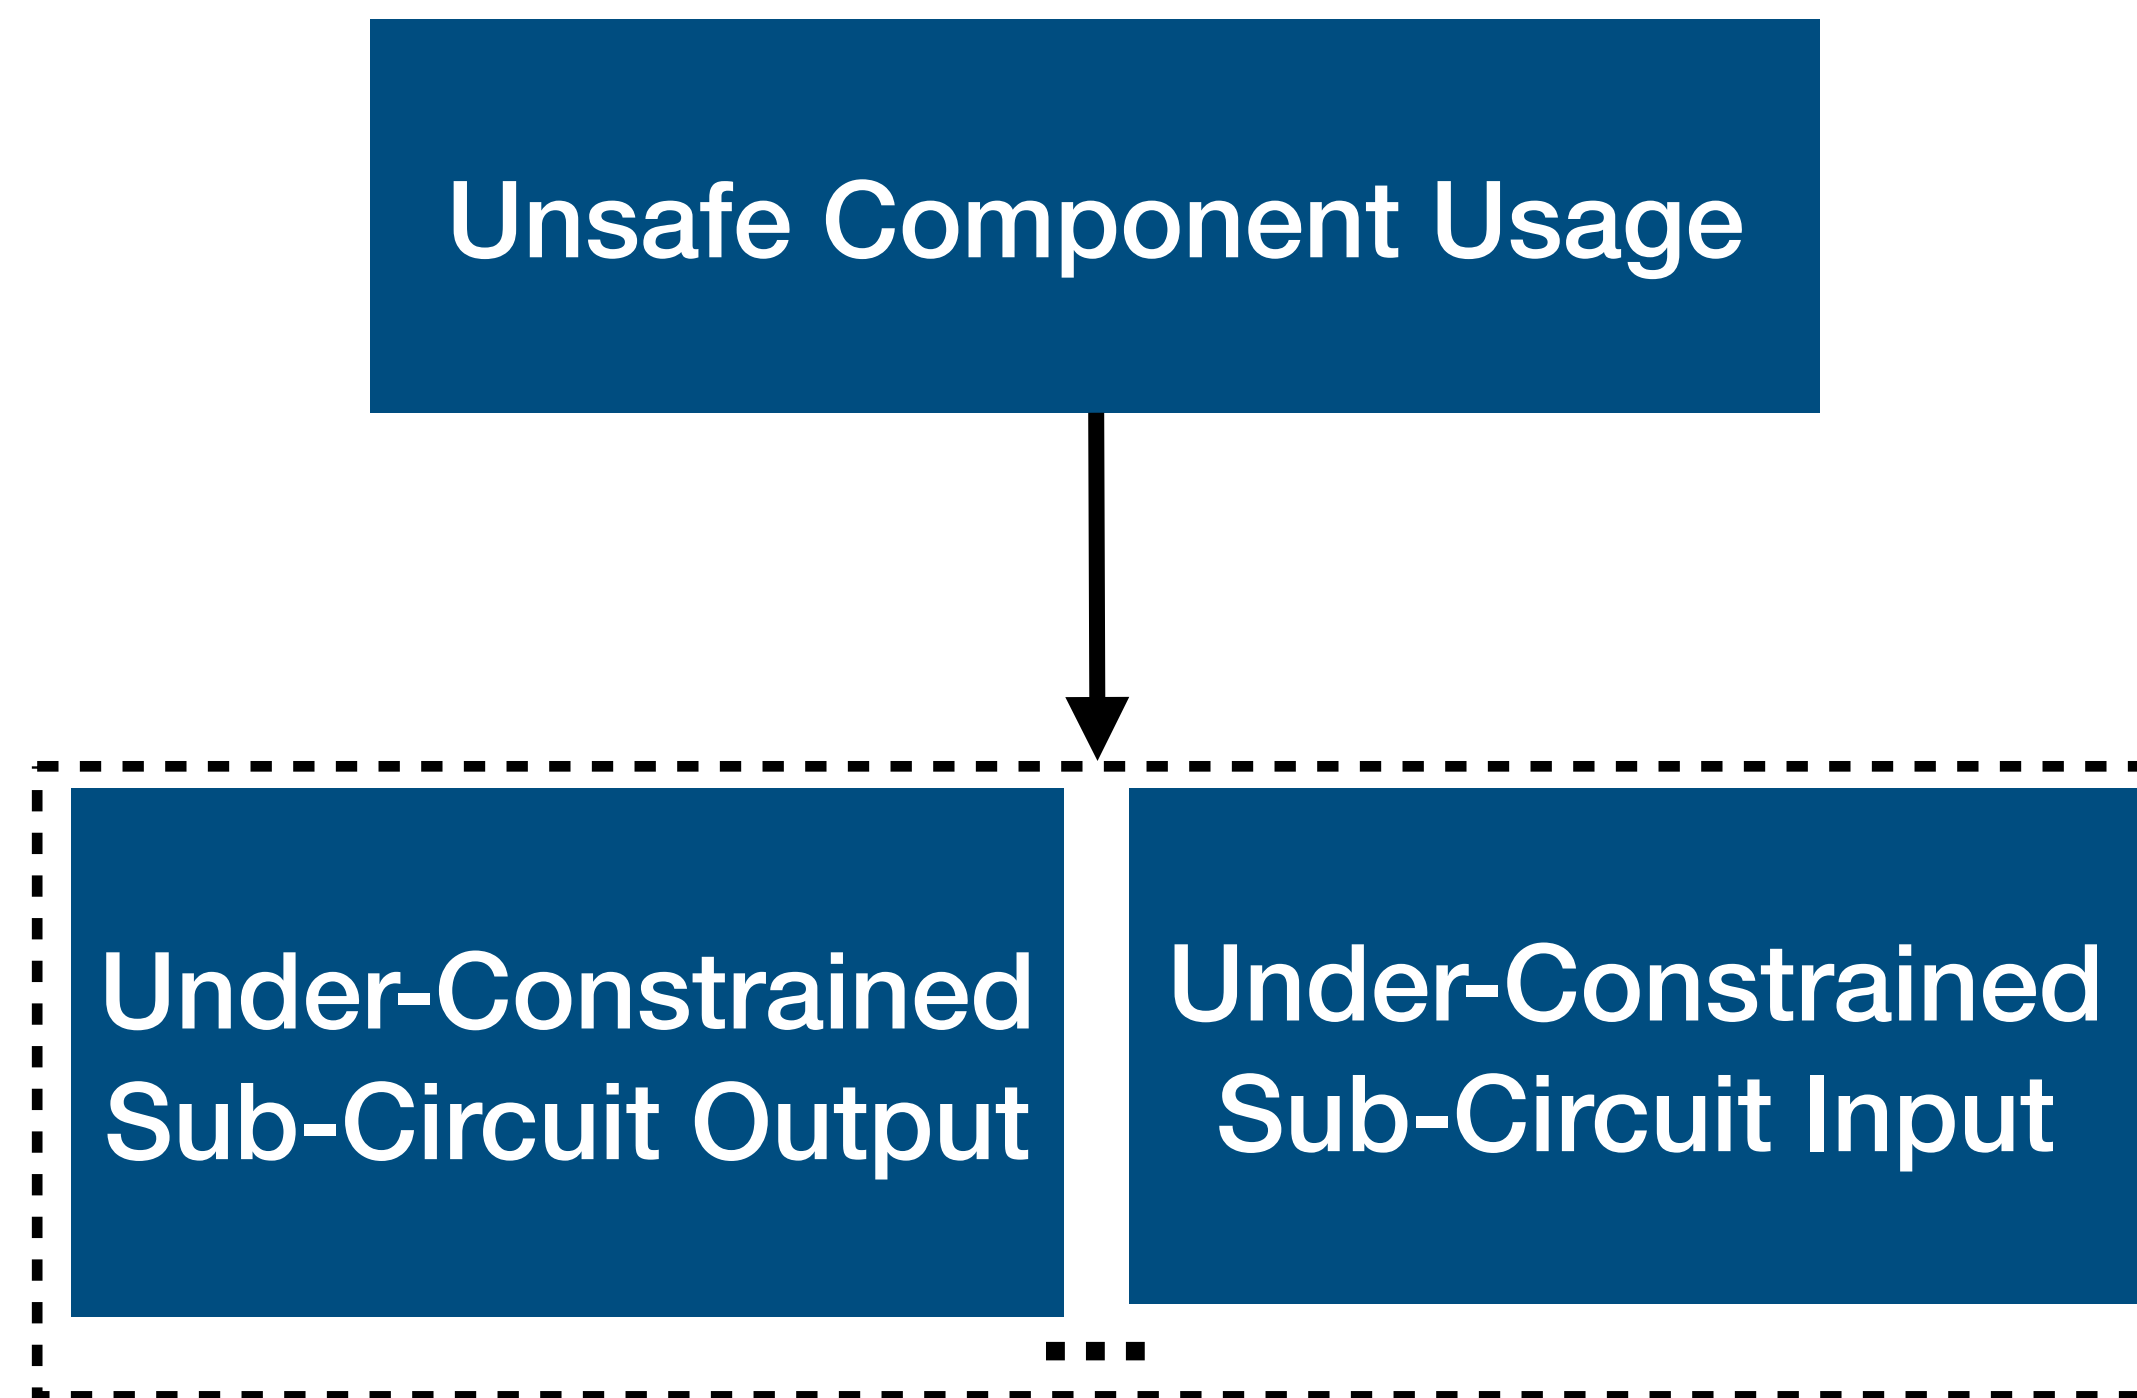 Unsafe Component Usage
Under-Constrained
Sub-Circuit Output
Under-Constrained
Sub-Circuit Input
...